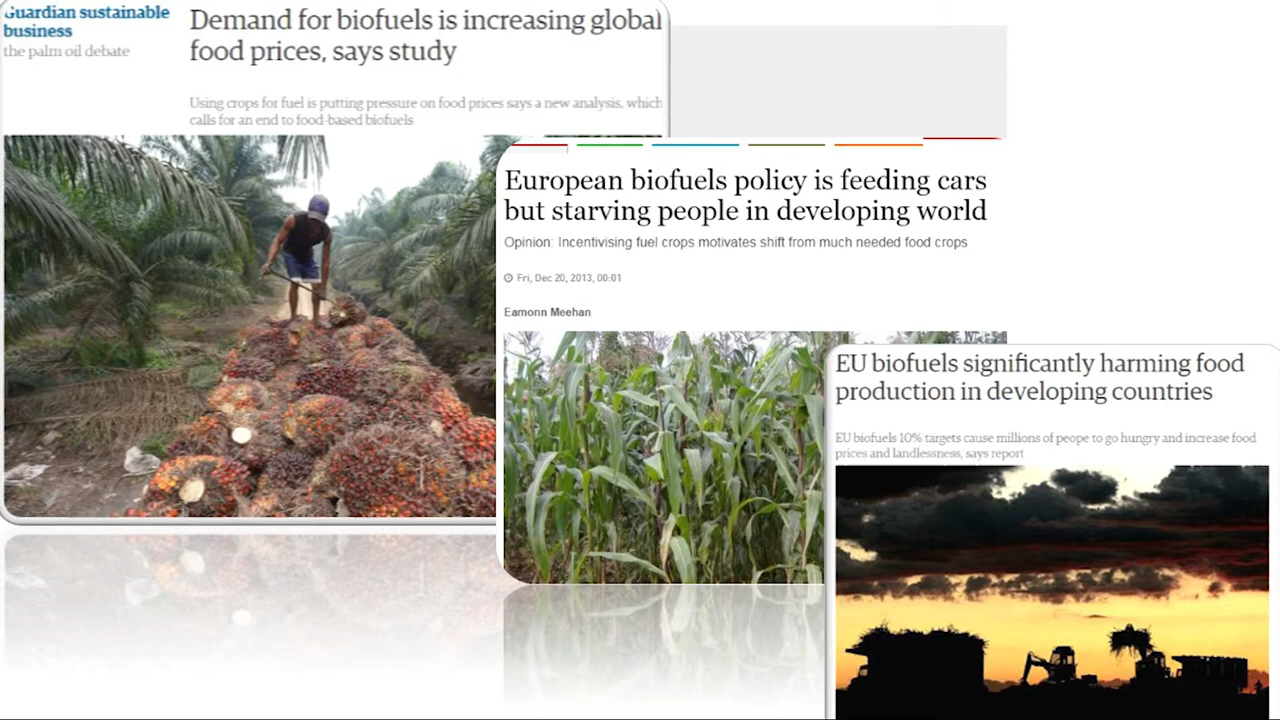 Guardian sustainable
business
the palm oil debate
Demand for biofuels is increasing global
food prices, says study
Using crops for fuel is putting pressure on food prices says a new analysis, which
calls for an end to food-based biofuels
European biofuels policy is feeding cars
but starving people in developing world
Opinion: Incentivising fuel crops motivates shift from much needed food crops
Fri, Dec 20, 2013, 00:01
Eamonn Meehan
EU biofuels significantly harming food
production in developing countries
EU biofuels 10% targets cause millions of peope to go hungry and increase food
prices and landlessness, says report